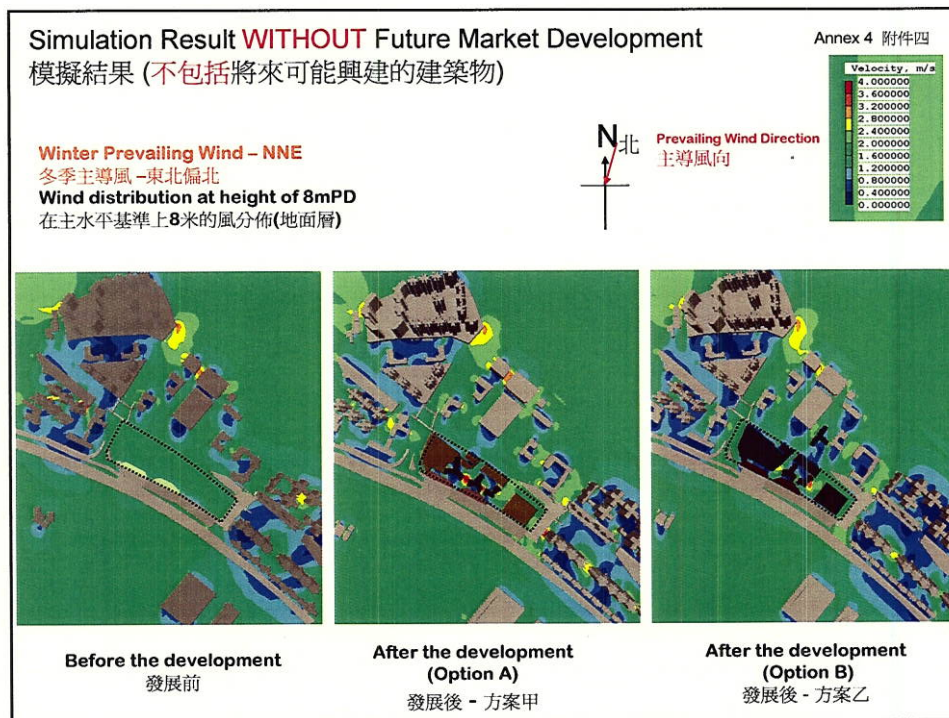 Simulation Result WITHOUT Future Market Development
模擬結果 (不包括將來可能興建的建築物)
Annex 4 附件四
Velocity, m/s
4.000000
3.600000
3.200000
2.800000
2.400000
2.000000
1.600000
1.200000
0.800000
0.400000
0.000000
N北
Prevailing Wind Direction
主導風向
Winter Prevailing Wind – NNE
冬季主導風 –東北偏北
Wind distribution at height of 8mPD
在主水平基準上8米的風分佈(地面層)
Before the development
發展前
After the development
(Option A)
發展後 - 方案甲
After the development
(Option B)
發展後 - 方案乙